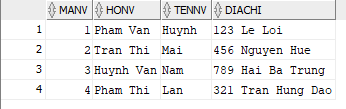 MANV HONV TENNV DIACHI
1 1 Pham Van Huynh 123 Le Loi
2 2 Tran Thi Mai 456 Nguyen Hue
3 3 Huynh Van Nam 789 Hai Ba Trung
4 4 Pham Thi Lan 321 Tran Hung Dao